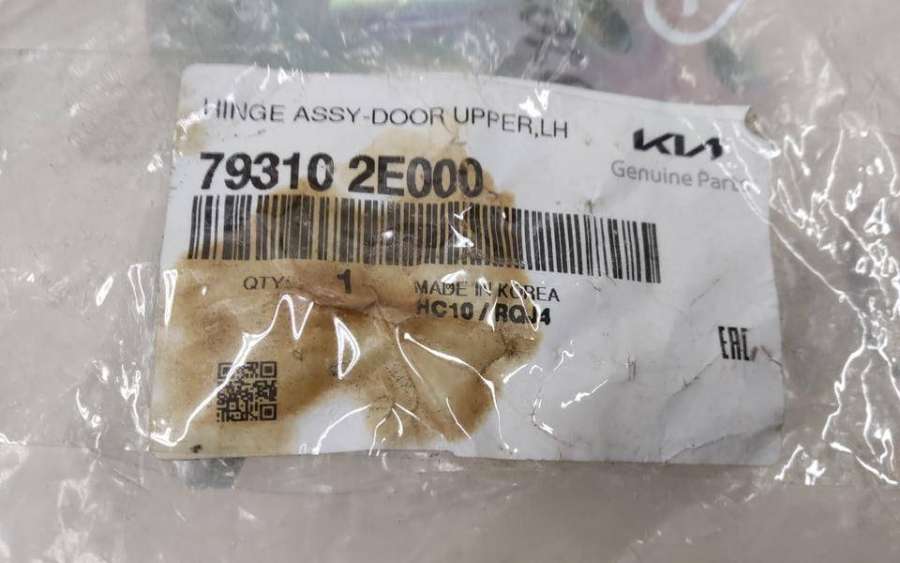 HINGE ASSY-DOOR UPPER,LH
KIA
79310 2E000
Genuine Parts
QTY: 1
MADE IN KOREA
HC10 / RQJ4
EAC